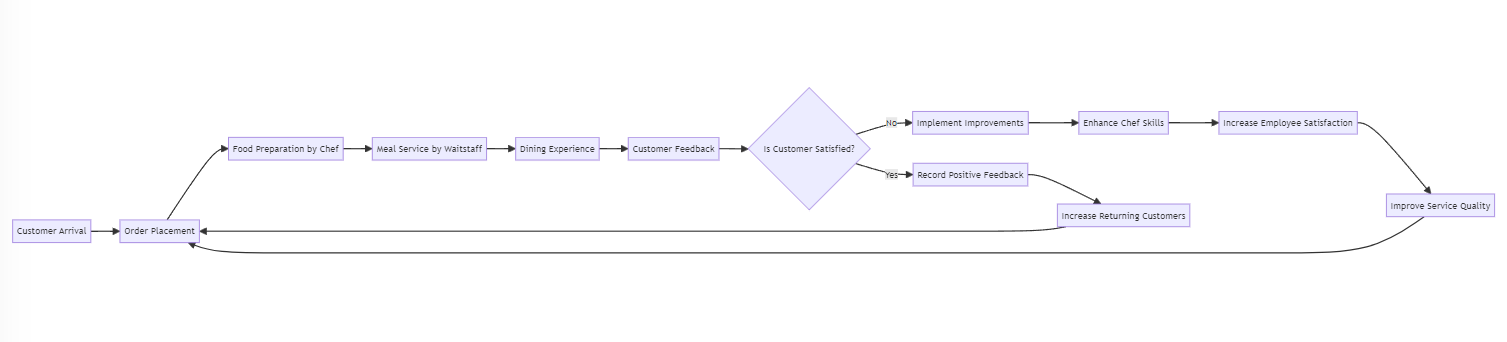 Customer Arrival
Order Placement
Food Preparation by Chef
Meal Service by Waitstaff
Dining Experience
Customer Feedback
Is Customer Satisfied?
No
Implement Improvements
Enhance Chef Skills
Increase Employee Satisfaction
Yes
Record Positive Feedback
Increase Returning Customers
Improve Service Quality